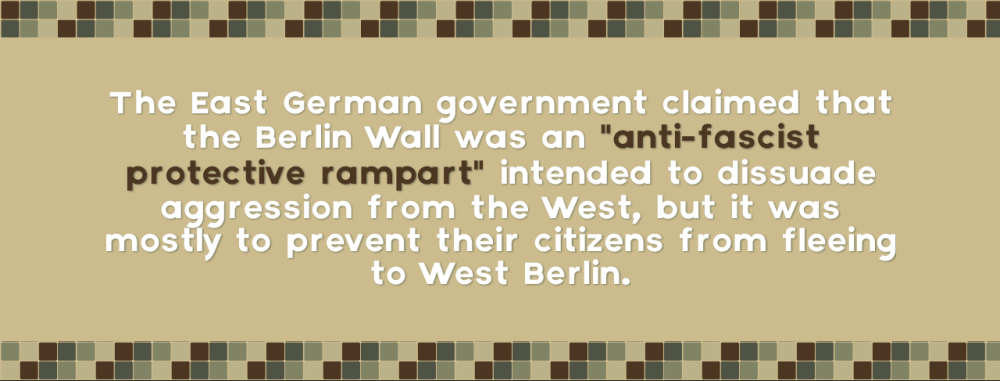 The East German government claimed that
the Berlin Wall was an "anti-fascist
protective rampart" intended to dissuade
aggression from the West, but it was
mostly to prevent their citizens from fleeing
to West Berlin.